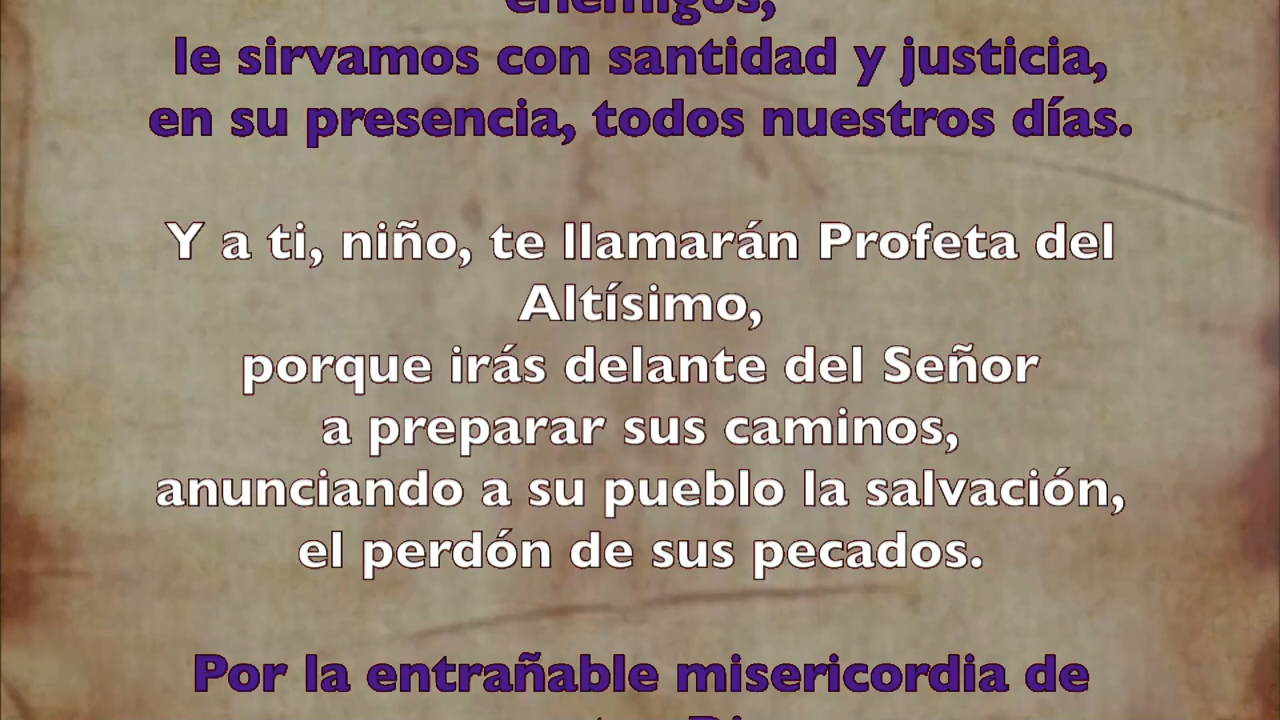 enemigos,
le sirvamos con santidad y justicia,
en su presencia, todos nuestros días.
Y a ti, niño, te llamarán Profeta del
Altísimo,
porque irás delante del Señor
a preparar sus caminos,
anunciando a su pueblo la salvación,
el perdón de sus pecados.
Por la entrañable misericordia de